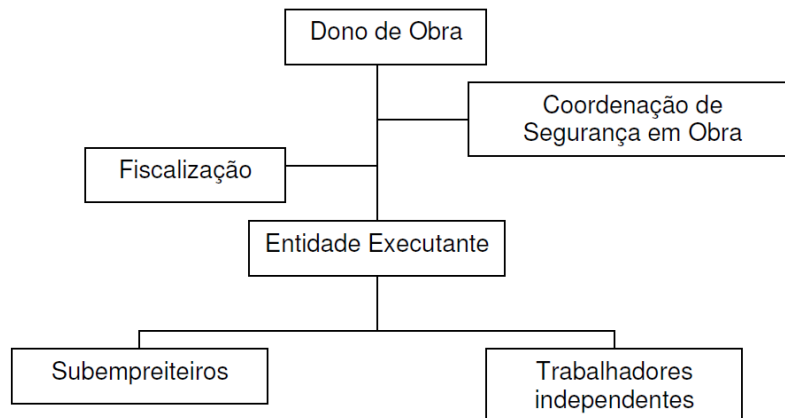 Dono de Obra
Coordenação de
Segurança em Obra
Fiscalização
Entidade Executante
Subempreiteiros
Trabalhadores
independentes